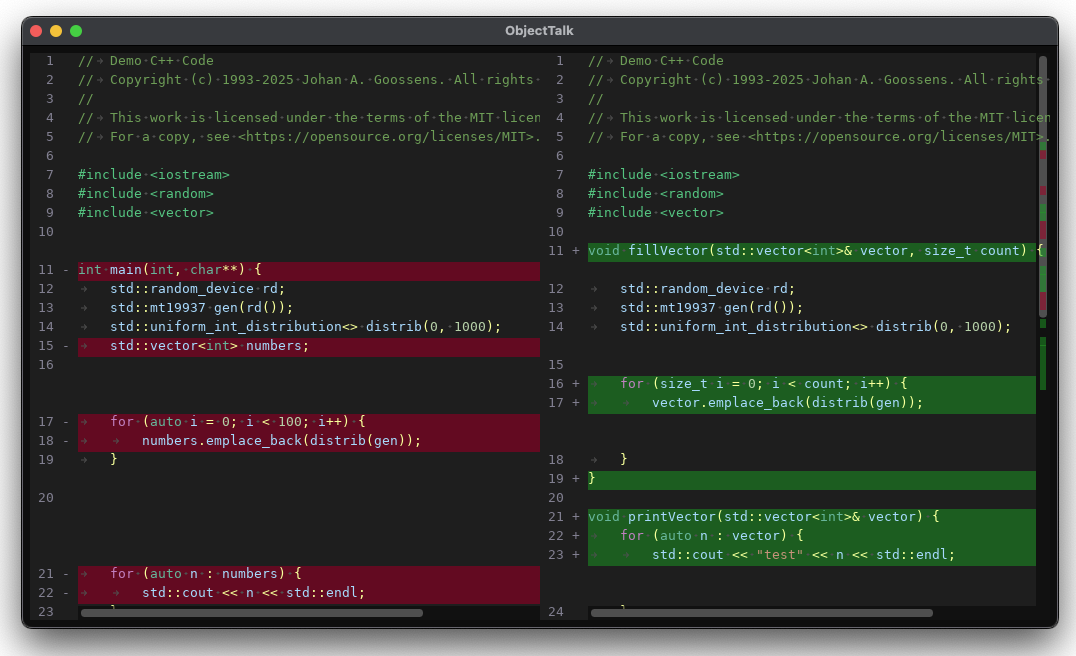 ObjectTalk
1 // Demo C++ Code
2 // Copyright (c) 1993-2025 Johan A. Goossens. All rights
3 //
4 // This work is licensed under the terms of the MIT licen
5 // For a copy, see <https://opensource.org/licenses/MIT>.
6
7 #include <iostream>
8 #include <random>
9 #include <vector>
10
11 - int main(int, char**) {
12 std::random_device rd;
13 std::mt19937 gen(rd());
14 std::uniform_int_distribution<> distrib(0, 1000);
15 - std::vector<int> numbers;
16
17 - for (auto i = 0; i < 100; i++) {
18 - numbers.emplace_back(distrib(gen));
19 }
20
21 - for (auto n : numbers) {
22 - std::cout << n << std::endl;
23
1 // Demo C++ Code
2 // Copyright (c) 1993-2025 Johan A. Goossens. All rights
3 //
4 // This work is licensed under the terms of the MIT licen
5 // For a copy, see <https://opensource.org/licenses/MIT>.
6
7 #include <iostream>
8 #include <random>
9 #include <vector>
10
11 + void fillVector(std::vector<int>& vector, size_t count) {
12 std::random_device rd;
13 std::mt19937 gen(rd());
14 std::uniform_int_distribution<> distrib(0, 1000);
15
16 + for (size_t i = 0; i < count; i++) {
17 + vector.emplace_back(distrib(gen));
18 }
19 + }
20
21 + void printVector(std::vector<int>& vector) {
22 + for (auto n : vector) {
23 + std::cout << "test" << n << std::endl;
24